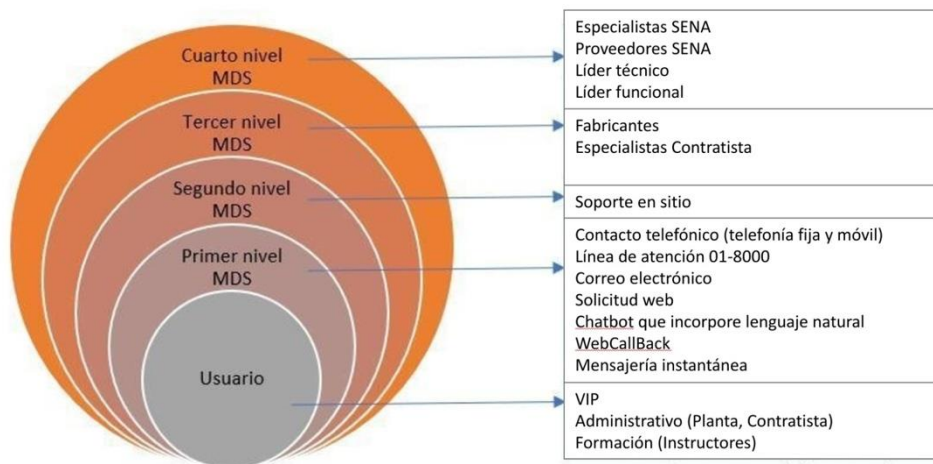 Cuarto nivel
MDS
Tercer nivel
MDS
Segundo nivel
MDS
Primer nivel
MDS
Usuario
Especialistas SENA
Proveedores SENA
Líder técnico
Líder funcional
Fabricantes
Especialistas Contratista
Soporte en sitio
Contacto telefónico (telefonía fija y móvil)
Línea de atención 01-8000
Correo electrónico
Solicitud web
Chatbot que incorpore lenguaje natural
WebCallBack
Mensajería instantánea
VIP
Administrativo (Planta, Contratista)
Formación (Instructores)